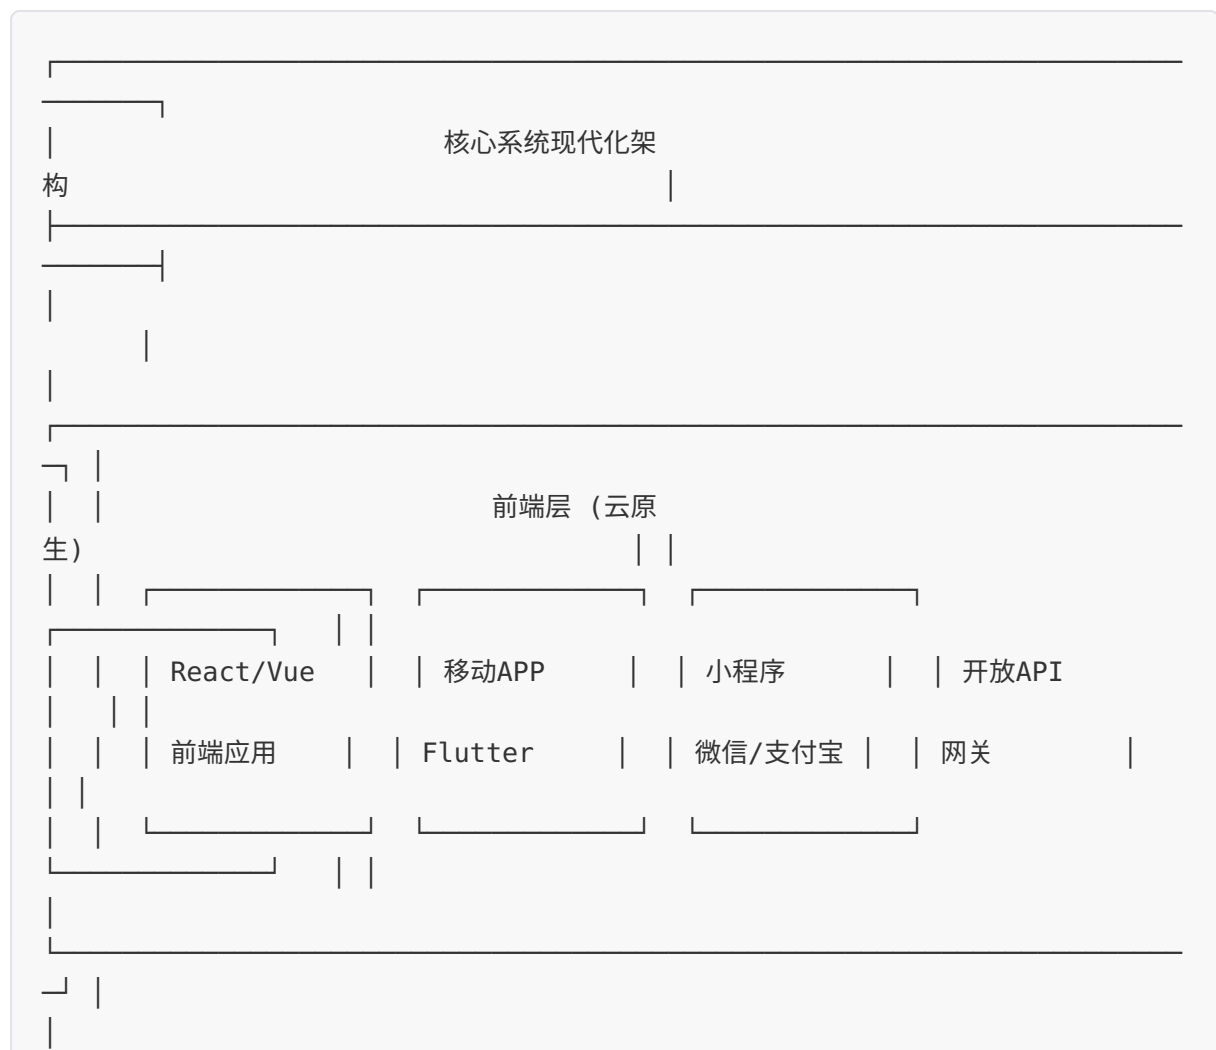 ┌──────────────────────────────────────────────────────────────────────
───────┐
│                        核心系统现代化架
构                                     │
├──────────────────────────────────────────────────────────────────────
───────┤
│
      │
│
┌──────────────────────────────────────────────────────────────────────
─┐ │
│  │                        前端层 (云原
生)                                  │ │
│  │  ┌──────────────┐  ┌──────────────┐  ┌──────────────┐
┌──────────────┐   │ │
│  │  │ React/Vue   │  │ 移动APP     │  │ 小程序      │  │ 开放API
│   │ │
│  │  │ 前端应用    │  │ Flutter     │  │ 微信/支付宝 │  │ 网关        │
│ │
│  │  └──────────────┘  └──────────────┘  └──────────────┘
└──────────────┘   │ │
│
└──────────────────────────────────────────────────────────────────────
─┘ │
│